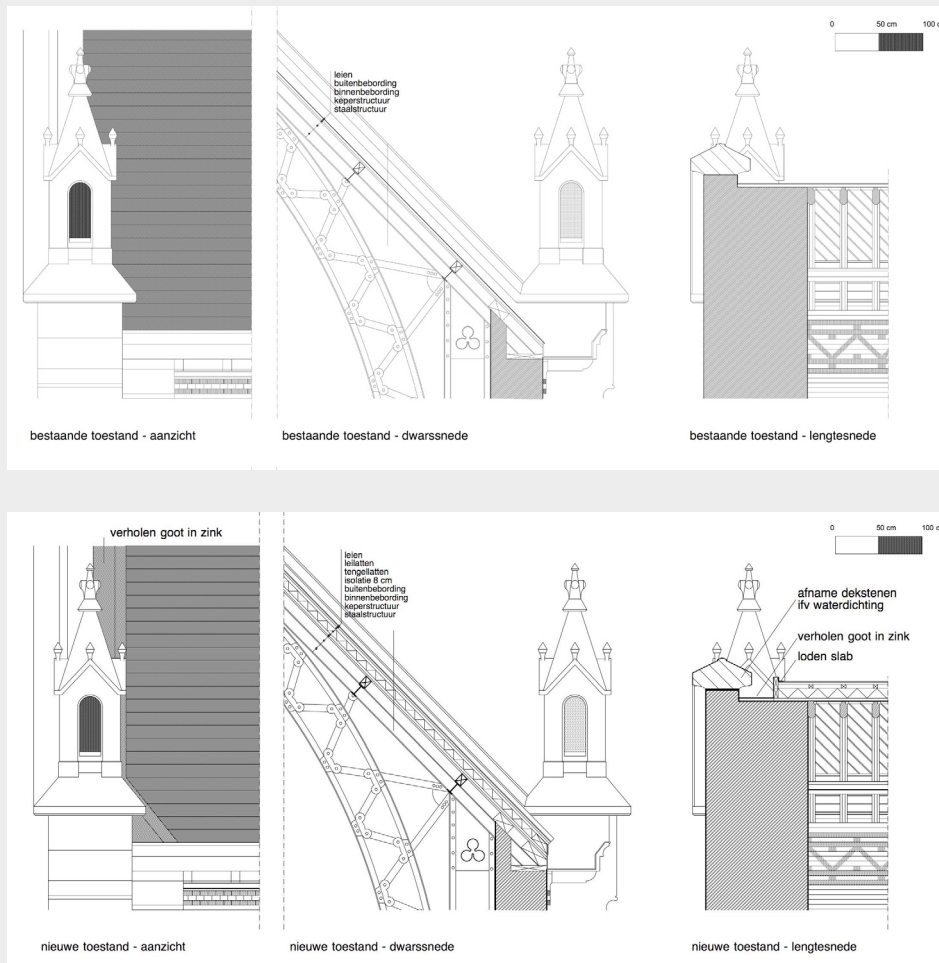 0 50 cm 100 c
leien
buitenbebording
binnenbebording
keperstructuur
staalstructuur
bestaande toestand - aanzicht
bestaande toestand - dwarssnede
bestaande toestand - lengtesnede
verholen goot in zink
0 50 cm 100 c
leien
leilatten
tengellatten
isolatie 8 cm
buitenbebording
binnenbebording
keperstructuur
staalstructuur
afname dekstenen
ifv waterdichting
verholen goot in zink
loden slab
nieuwe toestand - aanzicht
nieuwe toestand - dwarssnede
nieuwe toestand - lengtesnede